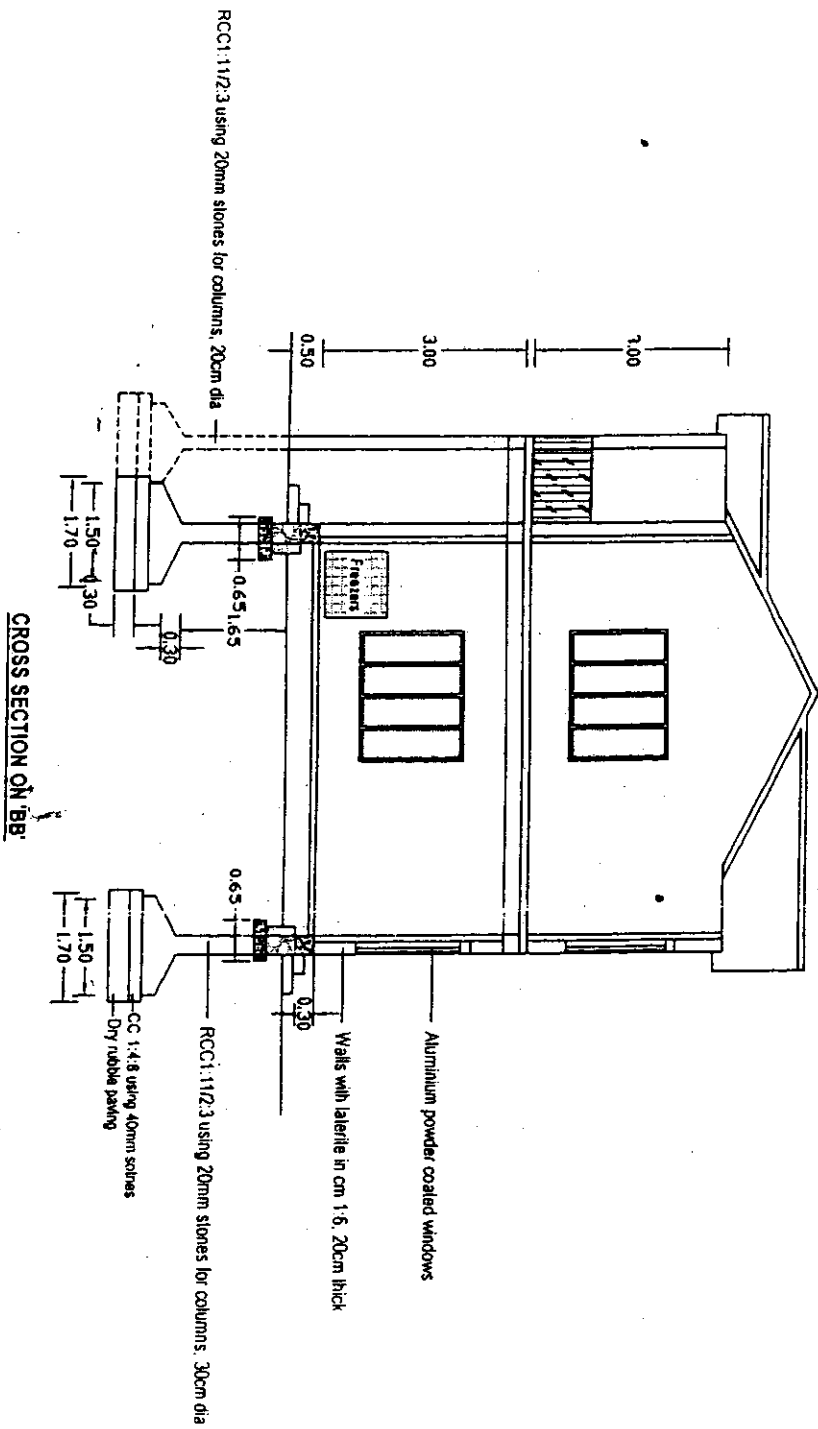 RCC1:11/2:3 using 20mm stones for columns, 20cm dia
3.00
3.00
0.50
Freezers
0.65
1.65
0.30
0.30
1.50
1.70
0.65
0.30
1.50
1.70
Aluminium powder coated windows
Walls with laterite in cm 1:6, 20cm thick
RCC1:11/2:3 using 20mm stones for columns, 30cm dia
CC 1:4:8 using 40mm solnes
Dry rubble paving
CROSS SECTION ON 'BB'